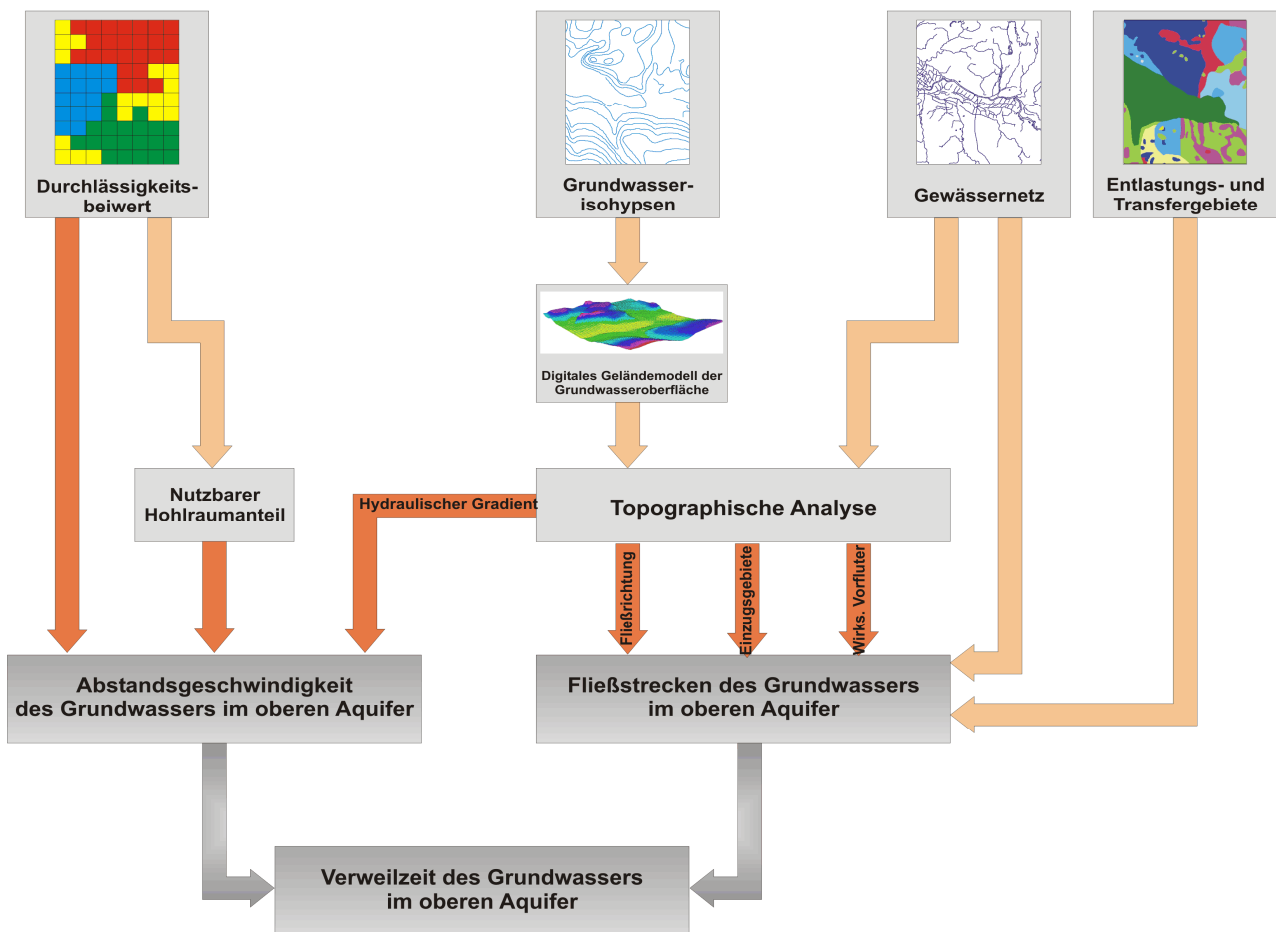 Durchlässigkeits-
beiwert
Grundwasser-
isohypsen
Gewässernetz
Entlastungs- und
Transfergebiete
Digitales Geländemodell der
Grundwasseroberfläche
Nutzbarer
Hohlraumanteil
Hydraulischer Gradient
Topographische Analyse
Fließrichtung
Einzugsgebiete
Wirks. Vorfluter
Abstandsgeschwindigkeit
des Grundwassers im oberen Aquifer
Fließstrecken des Grundwassers
im oberen Aquifer
Verweilzeit des Grundwassers
im oberen Aquifer